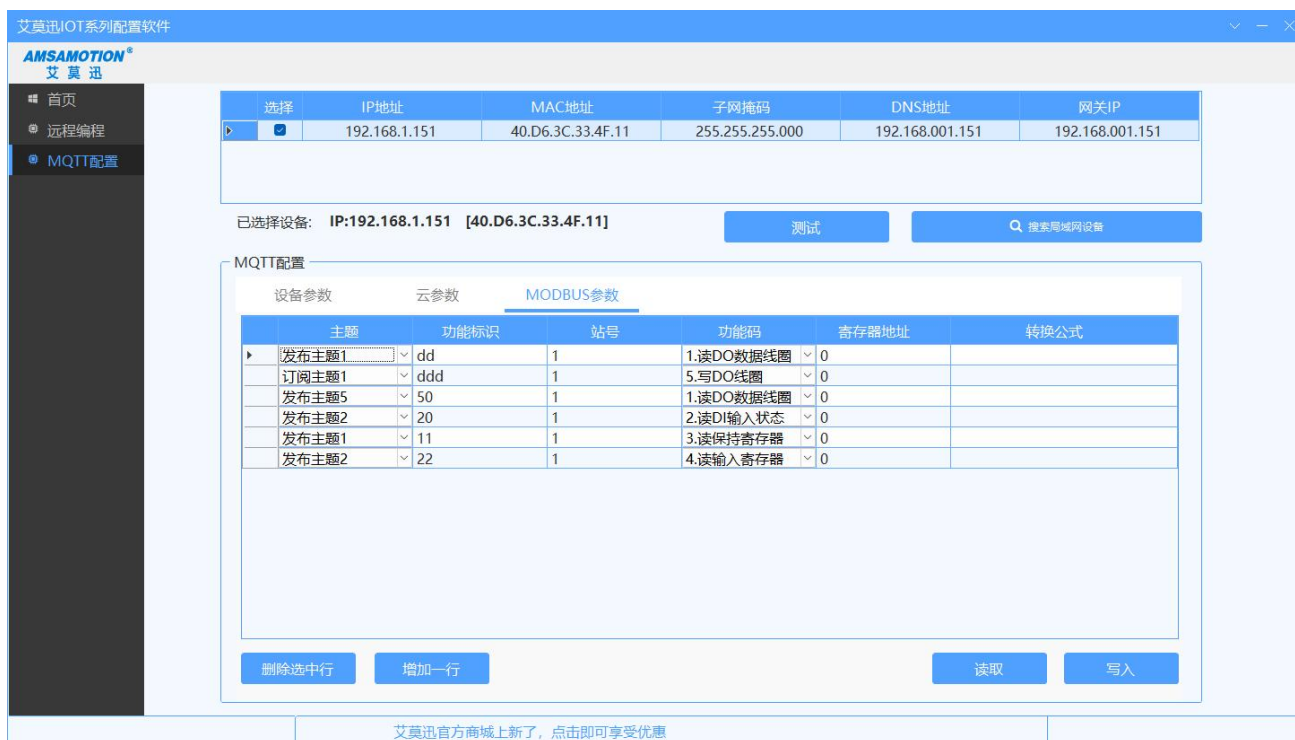 艾莫迅IOT系列配置软件
AMSAMOTION®
艾莫迅
首页
远程编程
MQTT配置
选择 IP地址 MAC地址 子网掩码 DNS地址 网关IP
192.168.1.151 40.D6.3C.33.4F.11 255.255.255.000 192.168.001.151 192.168.001.151
已选择设备: IP:192.168.1.151 [40.D6.3C.33.4F.11] 测试 搜索局域网设备
MQTT配置
设备参数 云参数 MODBUS参数
主题 功能标识 站号 功能码 寄存器地址 转换公式
发布主题1 dd 1 1.读DO数据线圈 0
订阅主题1 ddd 1 5.写DO线圈 0
发布主题5 50 1 1.读DO数据线圈 0
发布主题2 20 1 2.读DI输入状态 0
发布主题1 11 1 3.读保持寄存器 0
发布主题2 22 1 4.读输入寄存器 0
删除选中行 增加一行 读取 写入
艾莫迅官方商城上新了，点击即可享受优惠